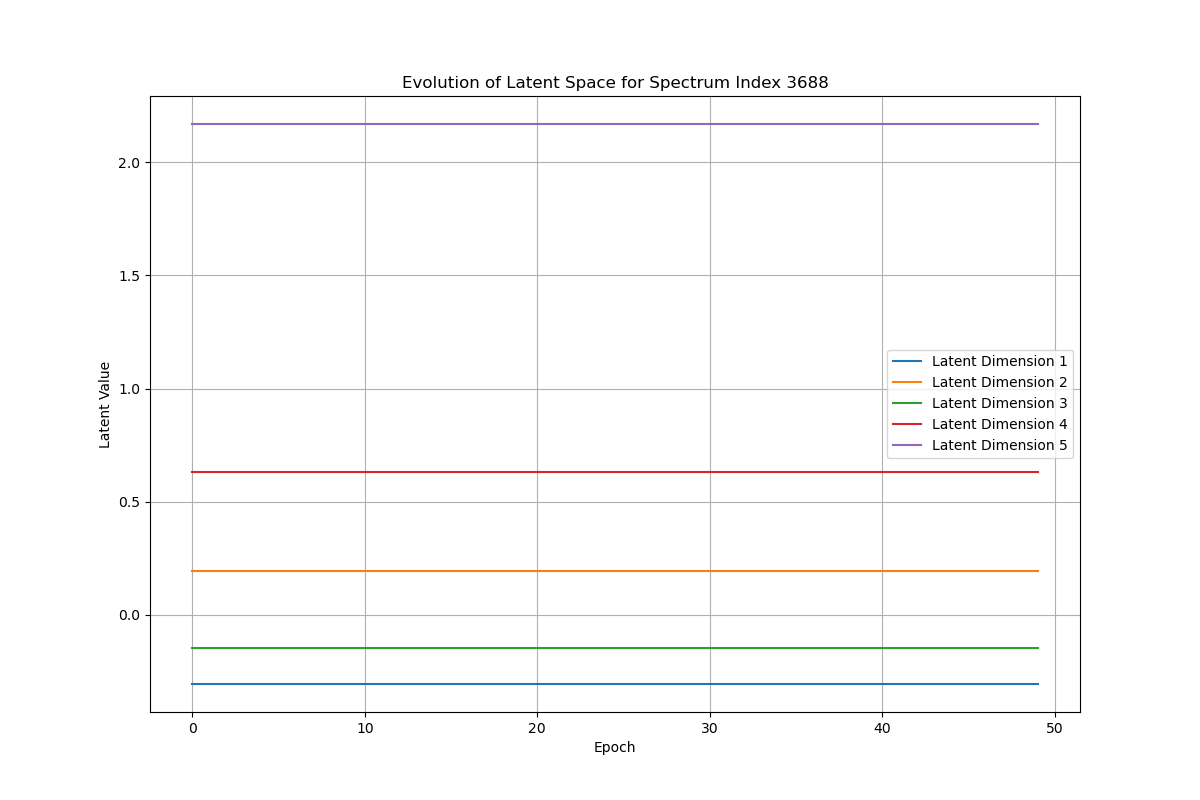 Evolution of Latent Space for Spectrum Index 3688
2.0
1.5
1.0
0.5
0.0
Latent Value
Latent Dimension 1
Latent Dimension 2
Latent Dimension 3
Latent Dimension 4
Latent Dimension 5
0 10 20 30 40 50
Epoch